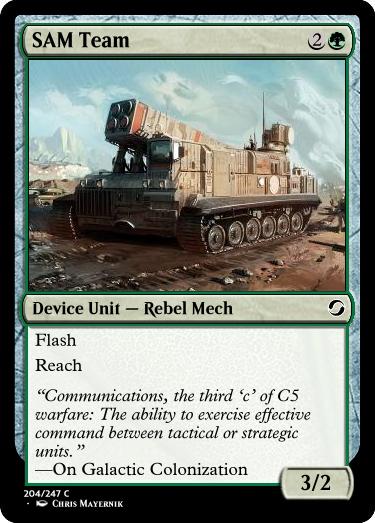 SAM Team 2
Device Unit — Rebel Mech
Flash
Reach
“Communications, the third ‘c’ of C5
warfare: The ability to exercise effective
command between tactical or strategic
units.”
—On Galactic Colonization
3/2
204/247 C
· Chris Mayernik